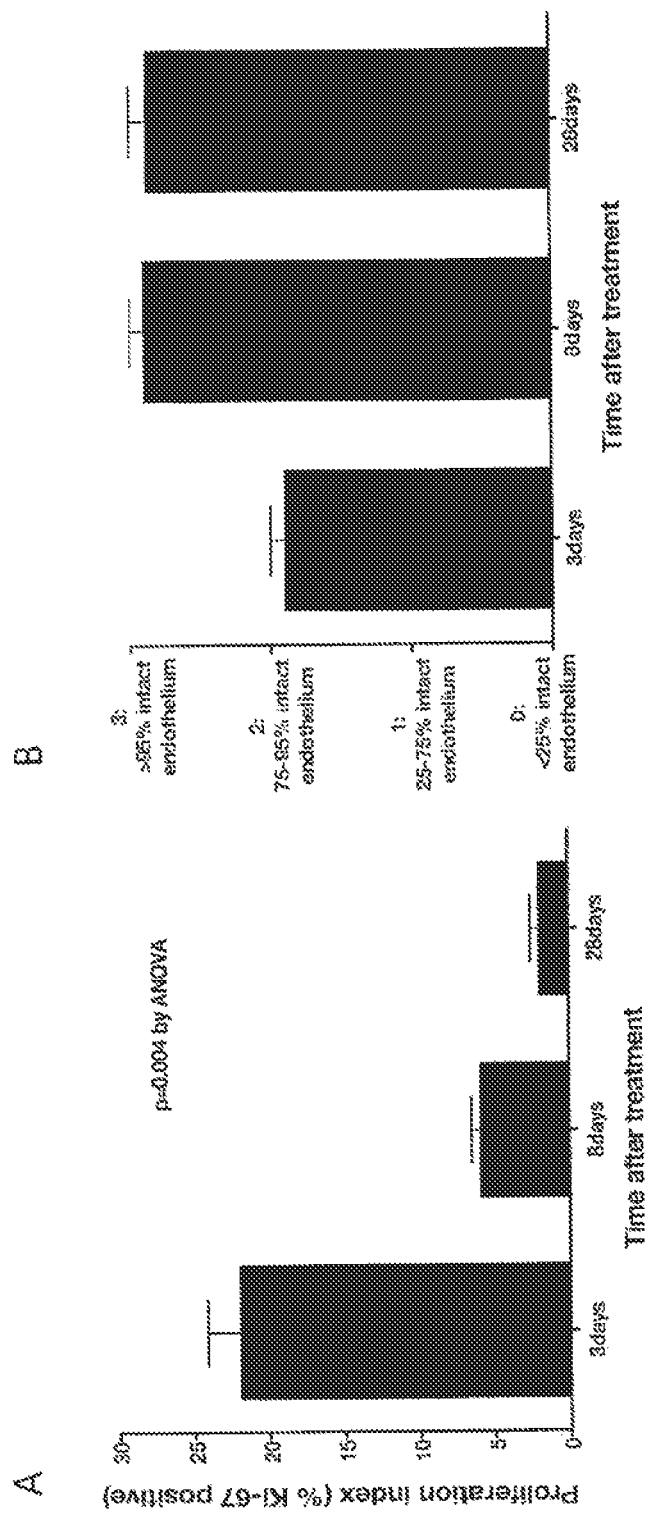 A
Proliferation index (% Ki-67 positive)
30
25
20
15
10
5
0
p=0.004 by ANOVA
3days
8days
28days
Time after treatment
B
3:
>95% intact
endothelium
2:
75-95% intact
endothelium
1:
25-75% intact
endothelium
0:
<25% intact
endothelium
3days
8days
28days
Time after treatment